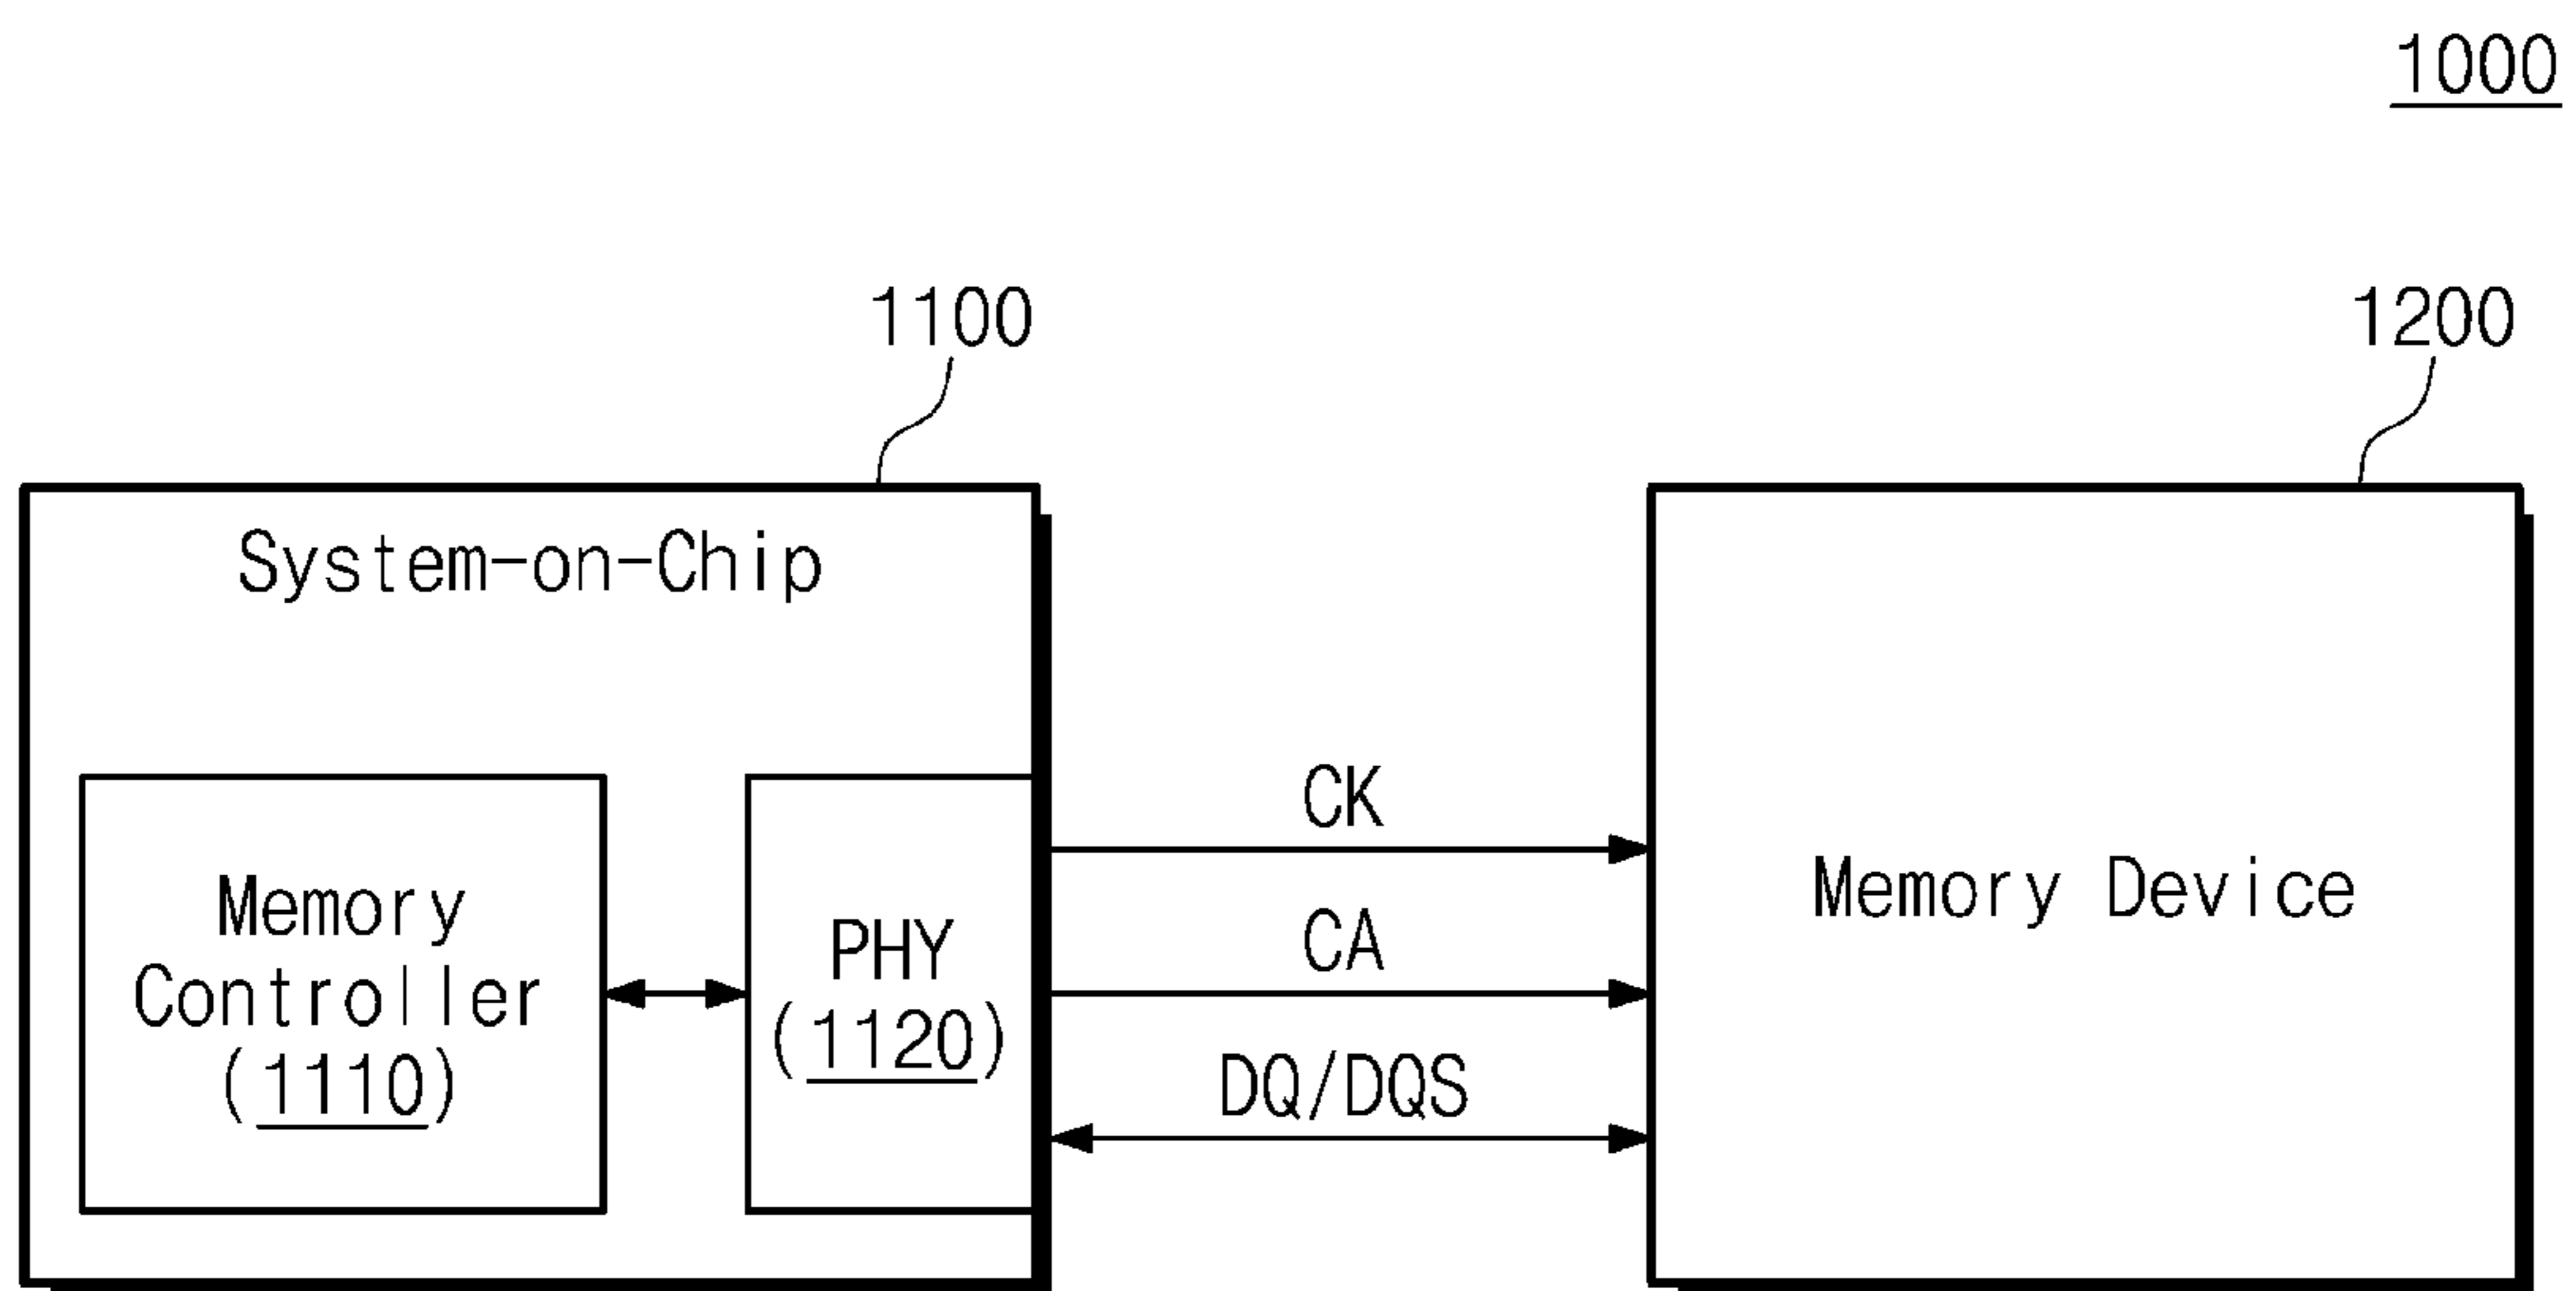 1000
1100
1200
System-on-Chip
Memory
Controller
(1110)
PHY
(1120)
CK
CA
DQ/DQS
Memory Device